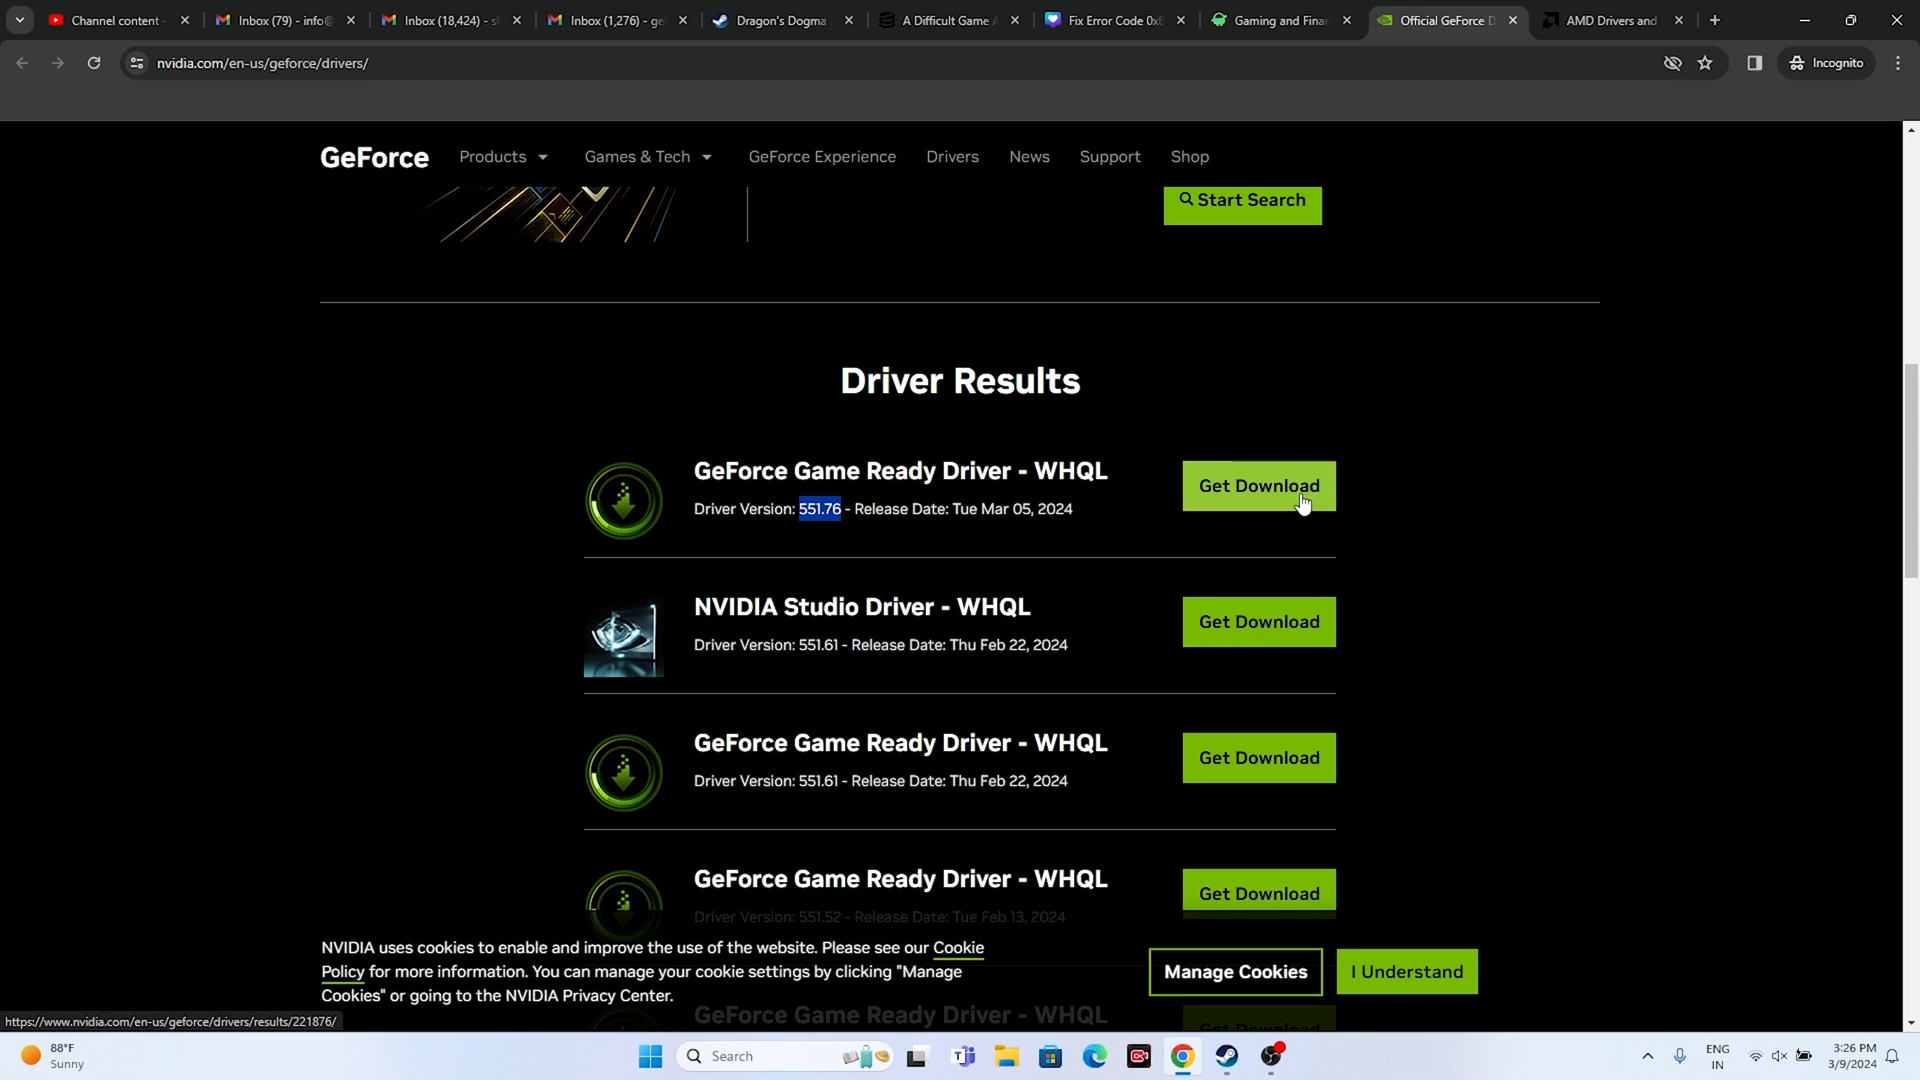 Channel content -
Inbox (79) - info@
Inbox (18,424) - s
Inbox (1,276) - ge
Dragon's Dogma
A Difficult Game A
Fix Error Code 0x8
Gaming and Finan
Official GeForce D
AMD Drivers and
nvidia.com/en-us/geforce/drivers/
Incognito
GeForce
Products
Games & Tech
GeForce Experience
Drivers
News
Support
Shop
Start Search
Driver Results
GeForce Game Ready Driver - WHQL
Driver Version: 551.76 - Release Date: Tue Mar 05, 2024
Get Download
NVIDIA Studio Driver - WHQL
Driver Version: 551.61 - Release Date: Thu Feb 22, 2024
Get Download
GeForce Game Ready Driver - WHQL
Driver Version: 551.61 - Release Date: Thu Feb 22, 2024
Get Download
GeForce Game Ready Driver - WHQL
Driver Version: 551.52 - Release Date: Tue Feb 13, 2024
Get Download
NVIDIA uses cookies to enable and improve the use of the website. Please see our Cookie
Policy for more information. You can manage your cookie settings by clicking "Manage
Cookies" or going to the NVIDIA Privacy Center.
Manage Cookies
I Understand
GeForce Game Ready Driver - WHQL
Get Download
https://www.nvidia.com/en-us/geforce/drivers/results/221876/
88°F
Sunny
Search
ENG
IN
3:26 PM
3/9/2024